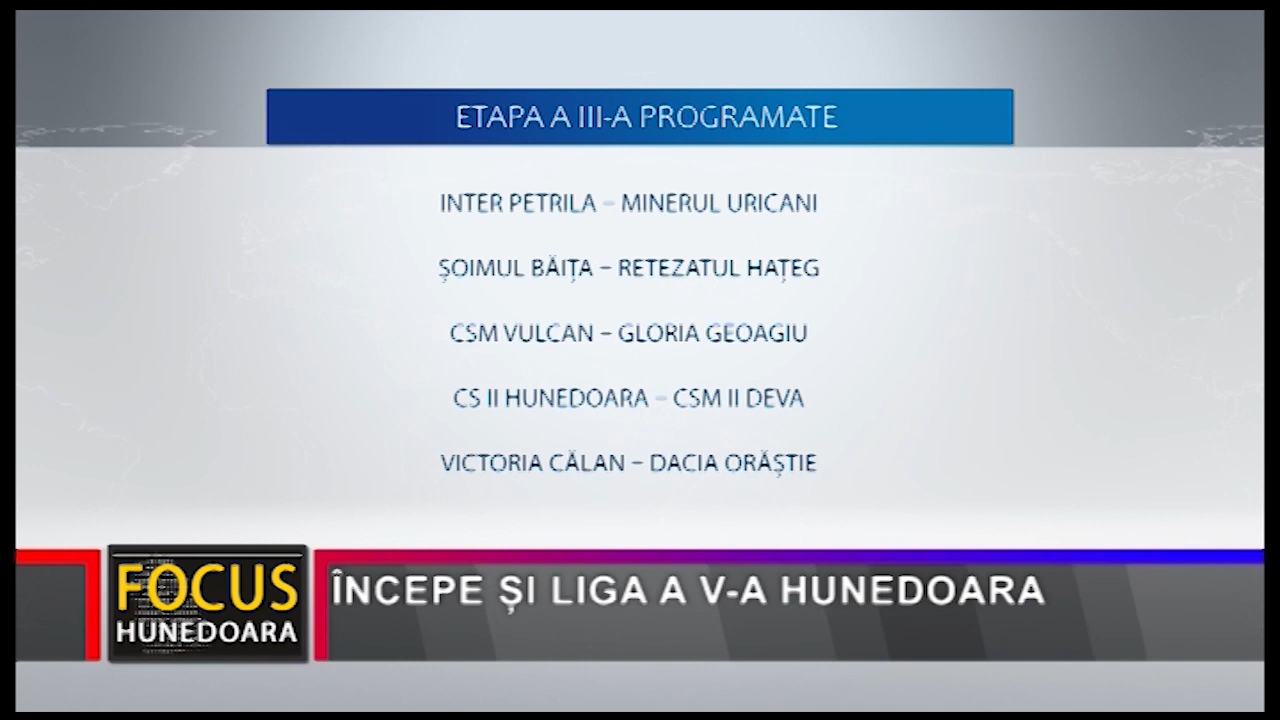 ETAPA A III-A PROGRAMATE
INTER PETRILA – MINERUL URICANI
ȘOIMUL BĂIȚA – RETEZATUL HAȚEG
CSM VULCAN – GLORIA GEOAGIU
CS II HUNEDOARA – CSM II DEVA
VICTORIA CĂLAN – DACIA ORĂȘTIE
FOCUS
HUNEDOARA
ÎNCEPE ȘI LIGA A V-A HUNEDOARA